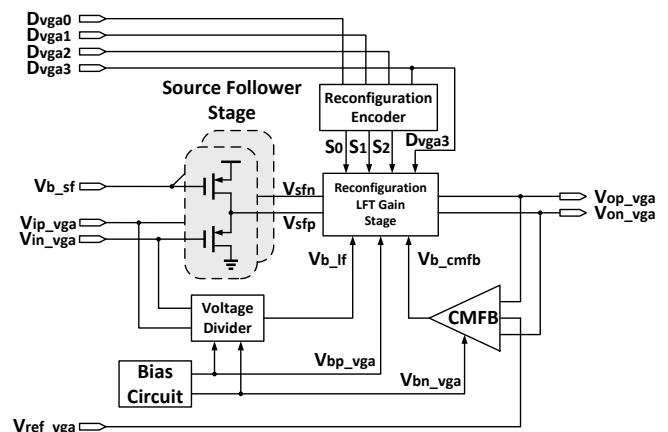 Dvga0
Dvga1
Dvga2
Dvga3
Source Follower
Stage
Reconfiguration
Encoder
S0
S1
S2
Dvga3
Vb_sf
Vip_vga
Vin_vga
Vsfn
Vsfp
Reconfiguration
LFT Gain
Stage
Vop_vga
Von_vga
Vb_lf
Vb_cmfb
Voltage
Divider
CMFB
Bias
Circuit
Vbp_vga
Vbn_vga
Vref_vga